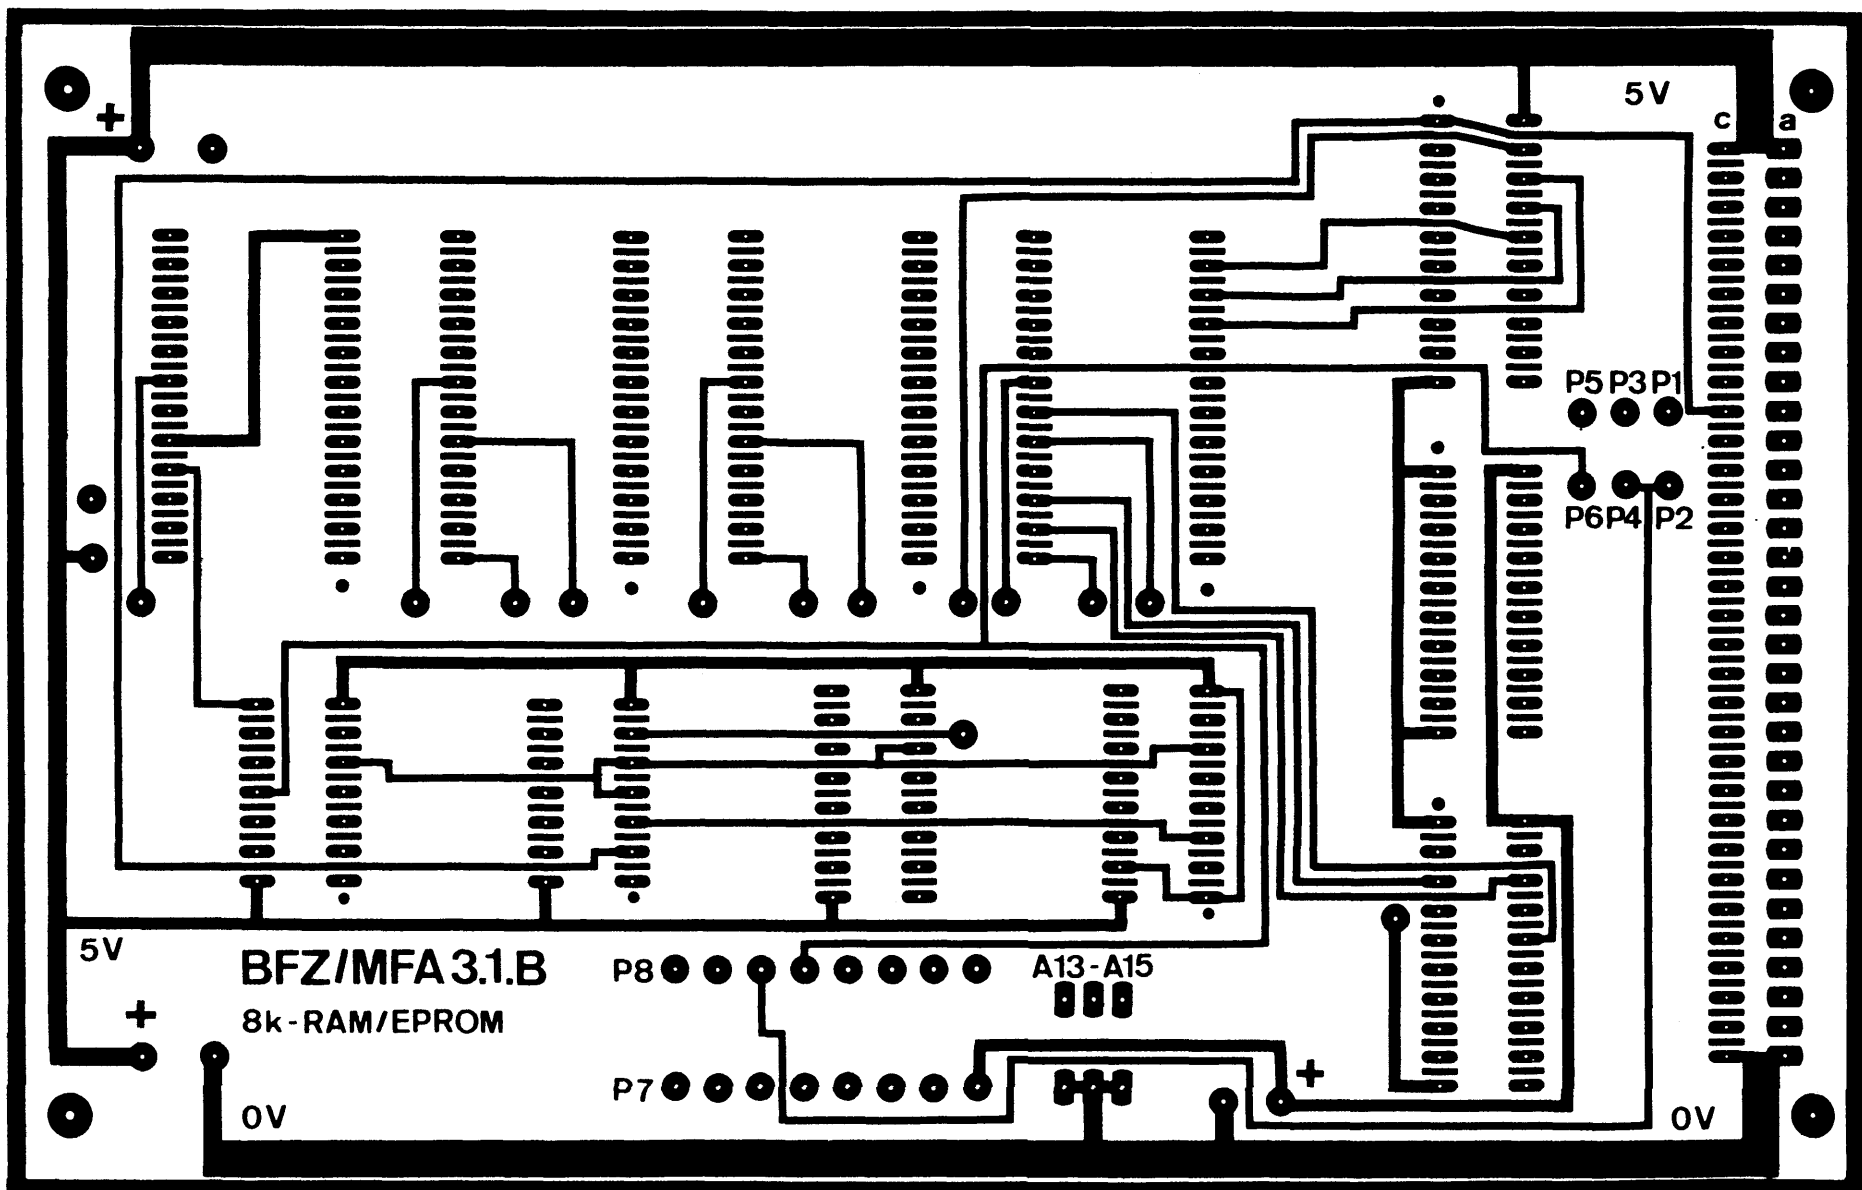 +
5V
c a
P5 P3 P1
P6 P4 P2
5V
BFZ/MFA 3.1.B
P8
A13-A15
+
8k-RAM/EPROM
P7
+
0V
0V